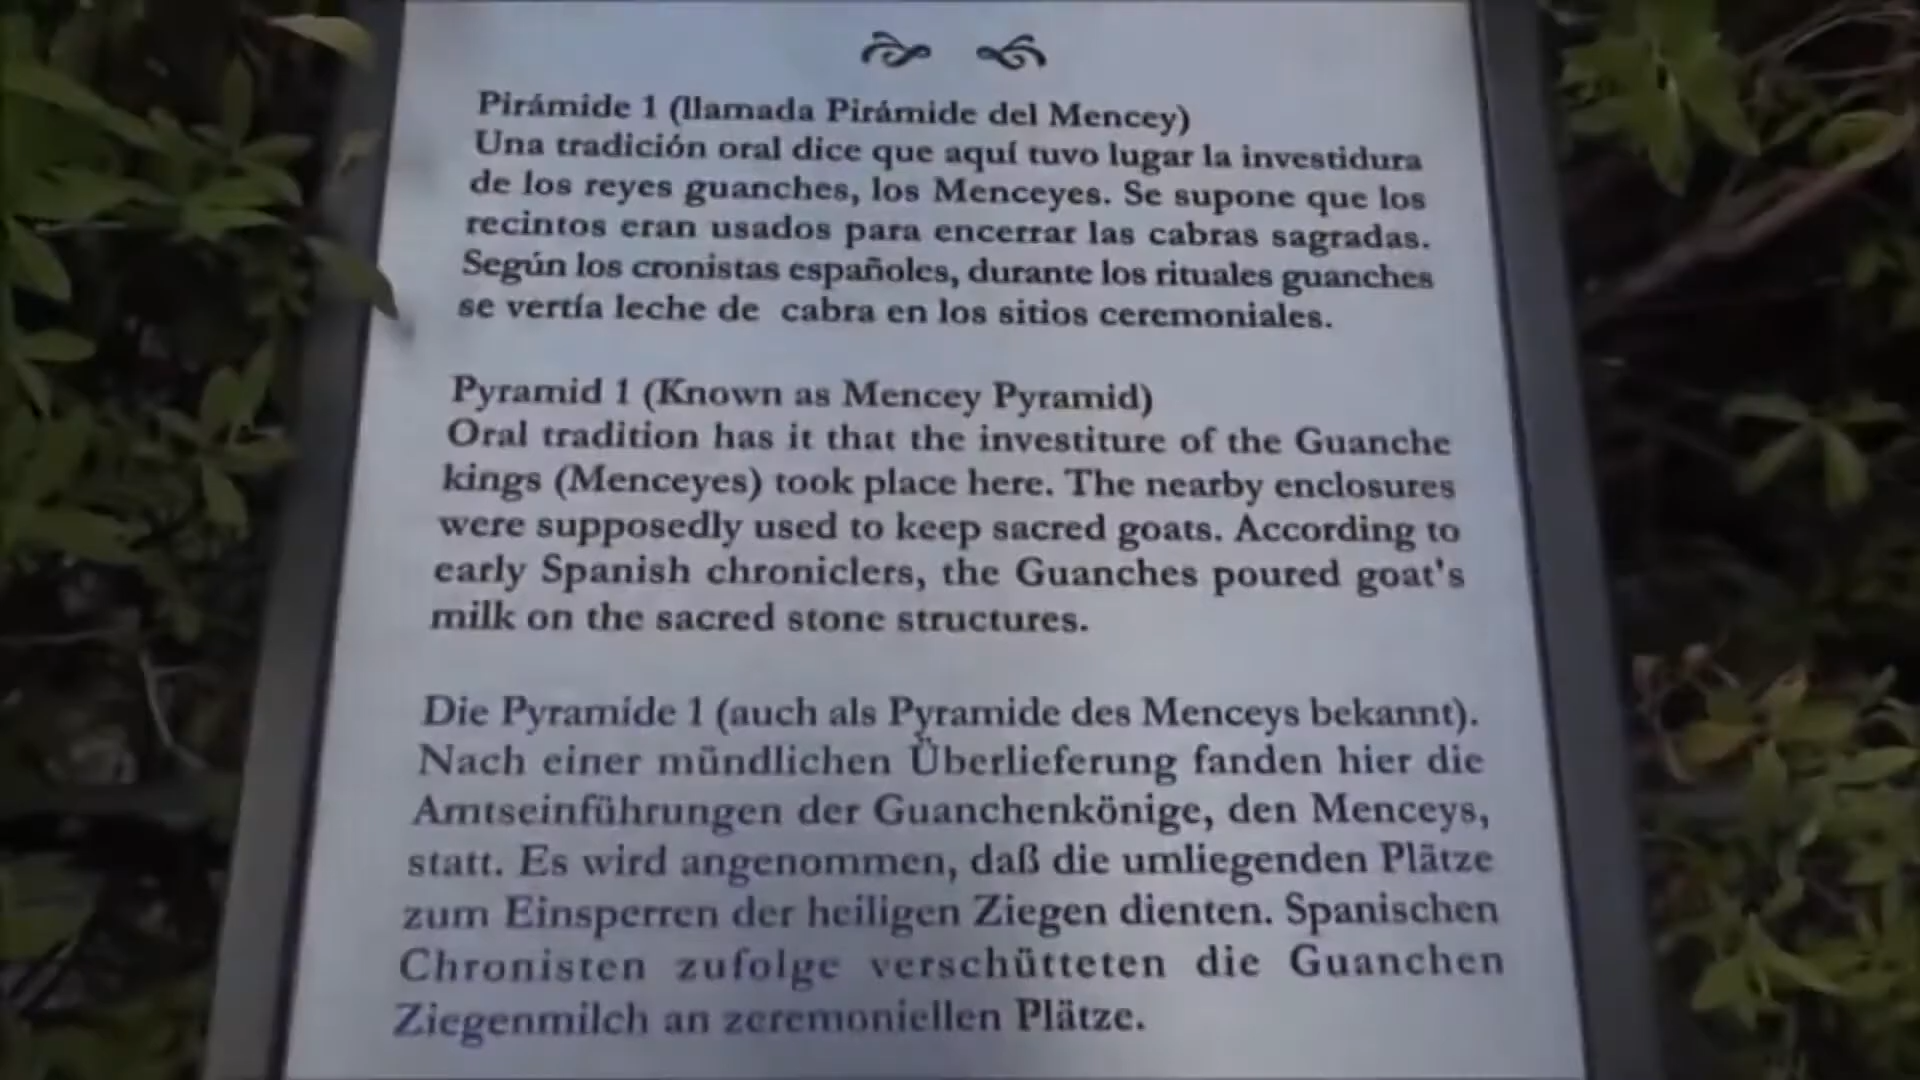 Pirámide 1 (llamada Pirámide del Mencey)
Una tradición oral dice que aquí tuvo lugar la investidura
de los reyes guanches, los Menceyes. Se supone que los
recintos eran usados para encerrar las cabras sagradas.
Según los cronistas españoles, durante los rituales guanches
se vertía leche de cabra en los sitios ceremoniales.
Pyramid 1 (Known as Mencey Pyramid)
Oral tradition has it that the investiture of the Guanche
kings (Menceyes) took place here. The nearby enclosures
were supposedly used to keep sacred goats. According to
early Spanish chroniclers, the Guanches poured goat's
milk on the sacred stone structures.
Die Pyramide 1 (auch als Pyramide des Menceys bekannt).
Nach einer mündlichen Überlieferung fanden hier die
Amtseinführungen der Guanchenkönige, den Menceys,
statt. Es wird angenommen, daß die umliegenden Plätze
zum Einsperren der heiligen Ziegen dienten. Spanischen
Chronisten zufolge verschütteten die Guanchen
Ziegenmilch an zeremoniellen Plätze.